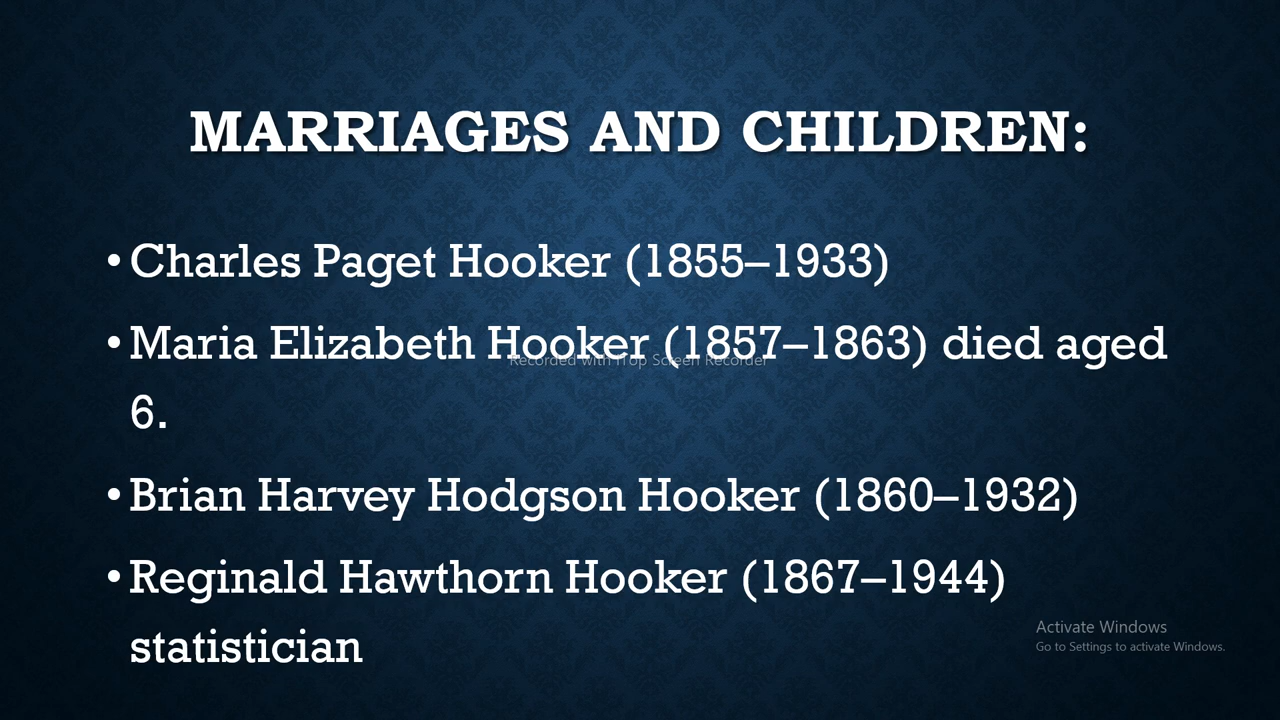 MARRIAGES AND CHILDREN:
• Charles Paget Hooker (1855–1933)
• Maria Elizabeth Hooker (1857–1863) died aged
6.
Recorded with iTop Screen Recorder
• Brian Harvey Hodgson Hooker (1860–1932)
• Reginald Hawthorn Hooker (1867–1944)
statistician
Activate Windows
Go to Settings to activate Windows.